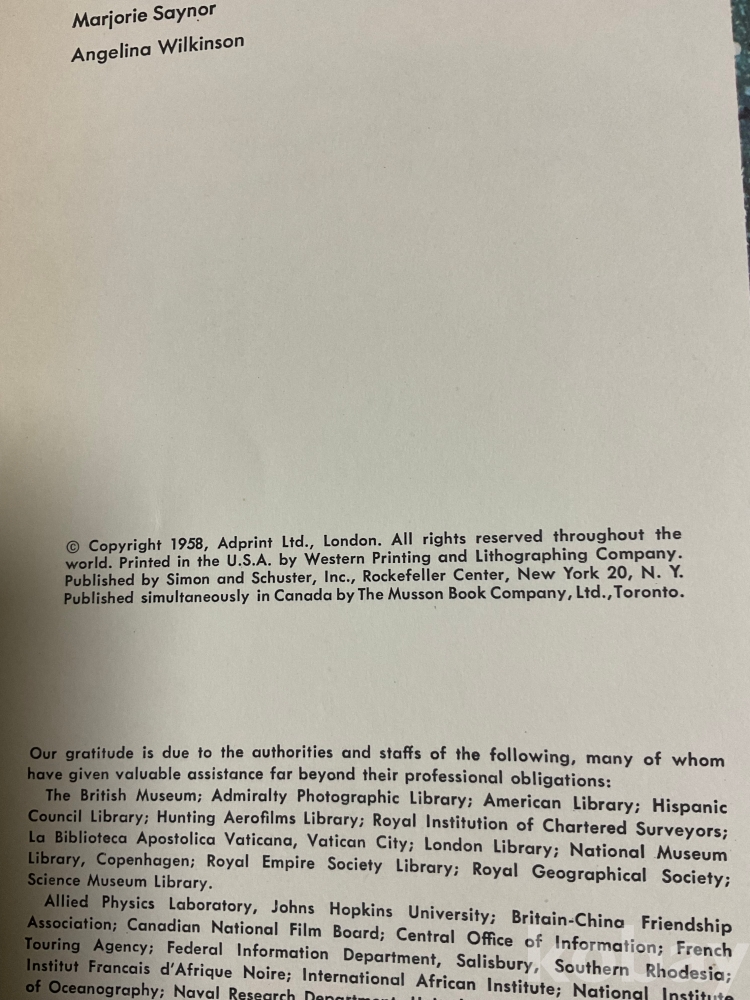 Marjorie Saynor
Angelina Wilkinson
© Copyright 1958, Adprint Ltd., London. All rights reserved throughout the
world. Printed in the U.S.A. by Western Printing and Lithographing Company.
Published by Simon and Schuster, Inc., Rockefeller Center, New York 20, N. Y.
Published simultaneously in Canada by The Musson Book Company, Ltd., Toronto.
Our gratitude is due to the authorities and staffs of the following, many of whom
have given valuable assistance far beyond their professional obligations:
The British Museum; Admiralty Photographic Library; American Library; Hispanic
Council Library; Hunting Aerofilms Library; Royal Institution of Chartered Surveyors;
La Biblioteca Apostolica Vaticana, Vatican City; London Library; National Museum
Library, Copenhagen; Royal Empire Society Library; Royal Geographical Society;
Science Museum Library.
Allied Physics Laboratory, Johns Hopkins University; Britain-China Friendship
Association; Canadian National Film Board; Central Office of Information; French
Touring Agency; Federal Information Department, Salisbury, Southern Rhodesia;
Institut Francais d'Afrique Noire; International African Institute; National Institute
of Oceanography; Naval Research Department,